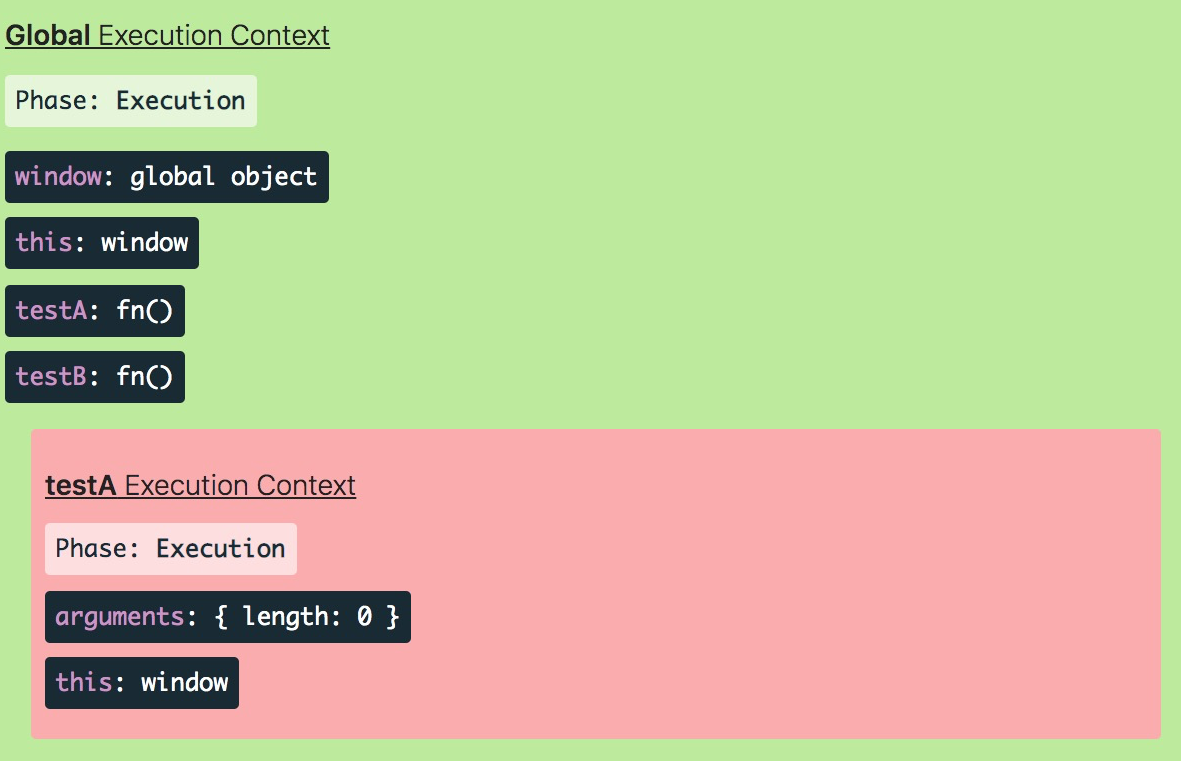 Global Execution Context
Phase: Execution
window: global object
this: window
testA: fn()
testB: fn()
testA Execution Context
Phase: Execution
arguments: { length: 0 }
this: window